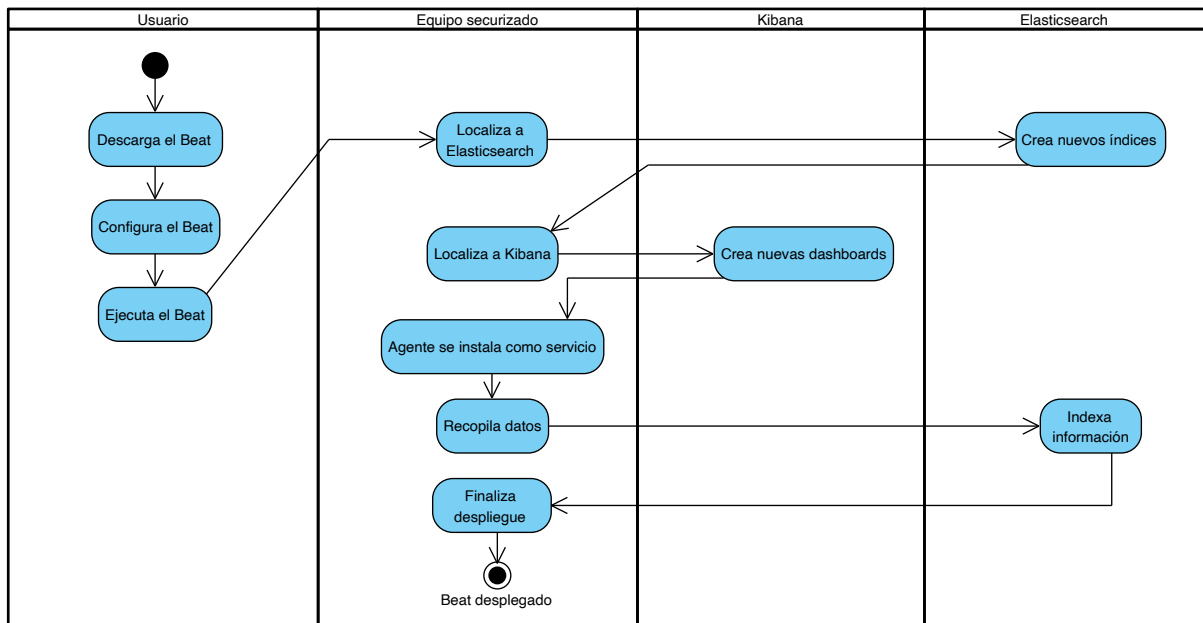 Usuario
Equipo securizado
Kibana
Elasticsearch
Descarga el Beat
Localiza a
Elasticsearch
Crea nuevos índices
Configura el Beat
Localiza a Kibana
Crea nuevas dashboards
Ejecuta el Beat
Agente se instala como servicio
Recopila datos
Indexa
información
Finaliza
despliegue
Beat desplegado